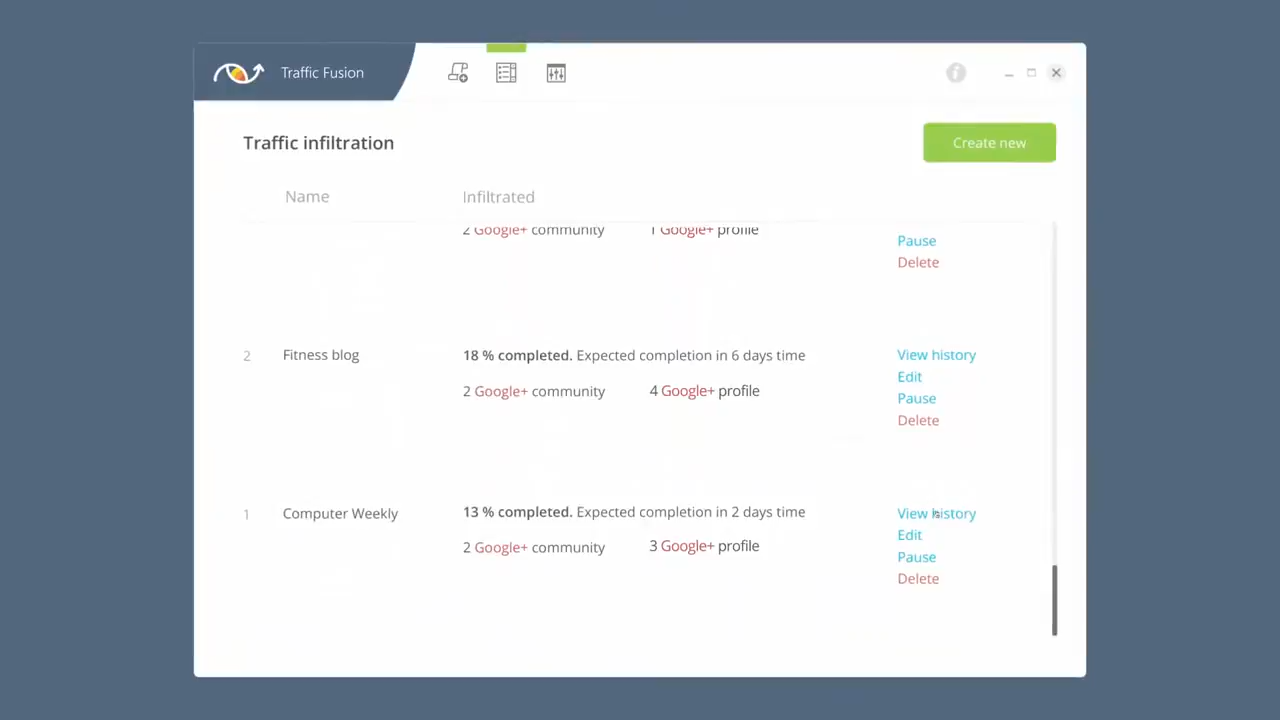 Traffic Fusion
Traffic infiltration
Create new
Name Infiltrated
2 Google+ community 1 Google+ profile
Pause
Delete
2 Fitness blog 18 % completed. Expected completion in 6 days time View history
Edit
2 Google+ community 4 Google+ profile
Pause
Delete
1 Computer Weekly 13 % completed. Expected completion in 2 days time View history
Edit
2 Google+ community 3 Google+ profile
Pause
Delete